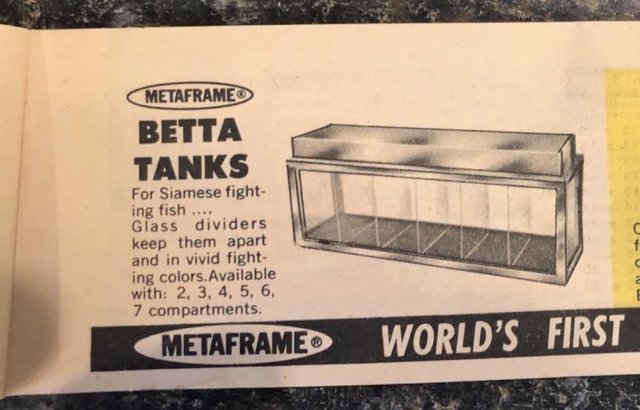 METAFRAME®
BETTA
TANKS
For Siamese fight-
ing fish ....
Glass dividers
keep them apart
and in vivid fight-
ing colors.Available
with: 2, 3, 4, 5, 6,
7 compartments.
METAFRAME® WORLD'S FIRST